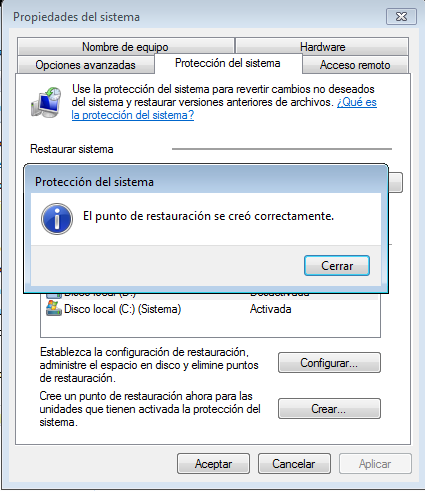 Propiedades del sistema
Nombre de equipo
Hardware
Opciones avanzadas
Protección del sistema
Acceso remoto
Use la protección del sistema para revertir cambios no deseados
del sistema y restaurar versiones anteriores de archivos. ¿Qué es
la protección del sistema?
Restaurar sistema
Protección del sistema
El punto de restauración se creó correctamente.
Cerrar
Disco local (D:)
Desactivada
Disco local (C:) (Sistema)
Activada
Establezca la configuración de restauración,
administre el espacio en disco y elimine puntos
de restauración.
Configurar...
Cree un punto de restauración ahora para las
unidades que tienen activada la protección del
sistema.
Crear...
Aceptar
Cancelar
Aplicar